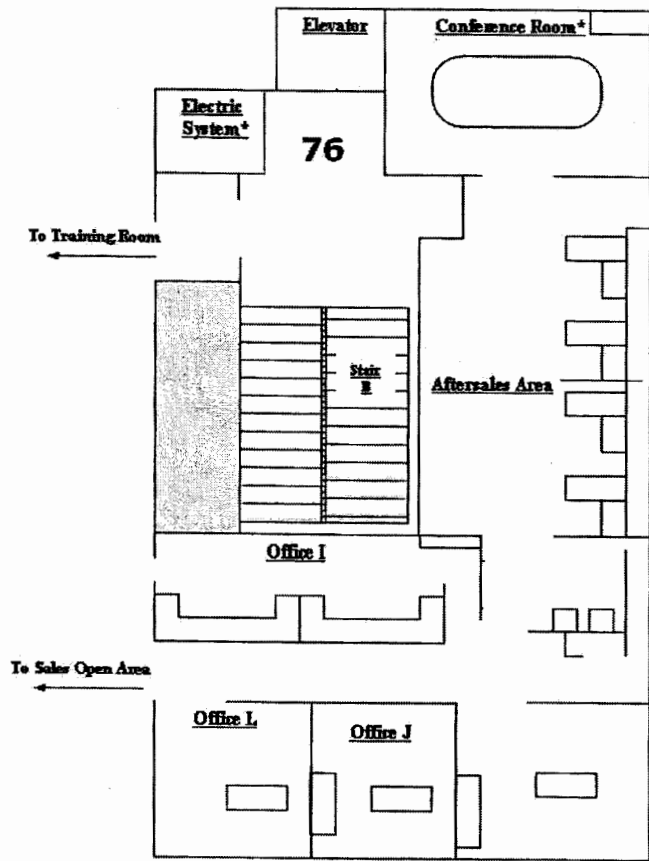 Elevator
Conference Room*
Electric
System*
76
To Training Room
Stair
B
Aftersales Area
Office I
To Sales Open Area
Office L
Office J